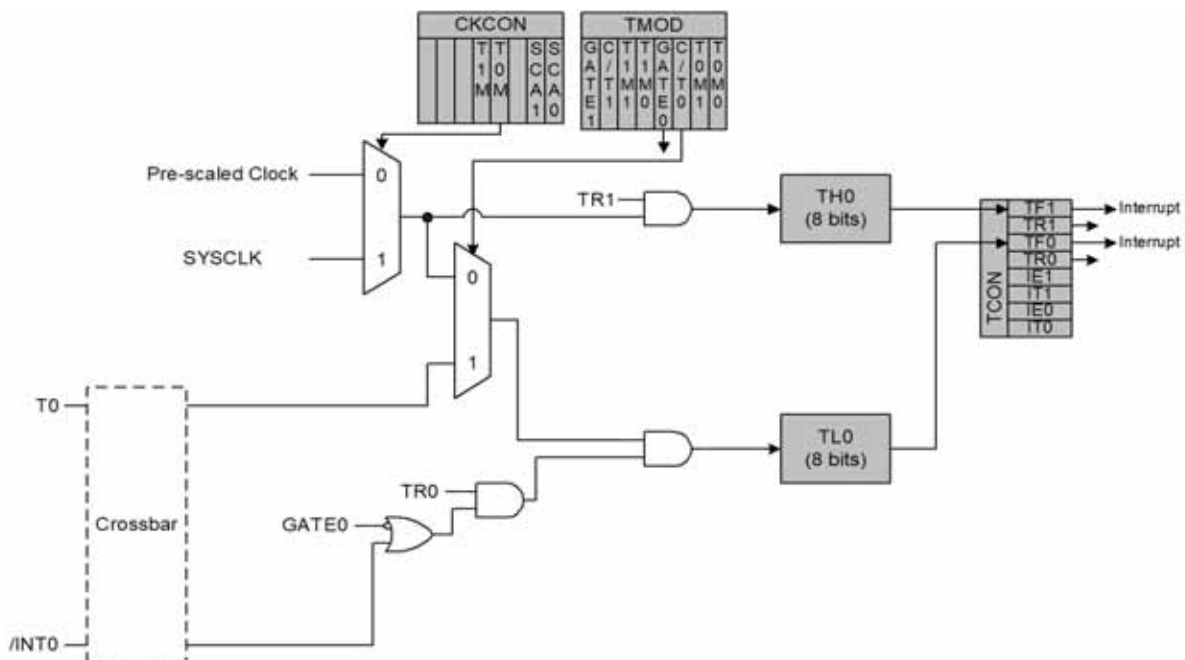 CKCON
T1M
T0M
SCA1
SCA0
TMOD
GATE1
C/T1
T1M1
T1M0
GATE0
C/T0
T0M1
T0M0
Pre-scaled Clock
0
SYSCLK
1
TR1
TH0
(8 bits)
TCON
TF1
TR1
TF0
TR0
IE1
IT1
IE0
IT0
Interrupt
Interrupt
0
1
T0
Crossbar
/INT0
TR0
GATE0
TL0
(8 bits)